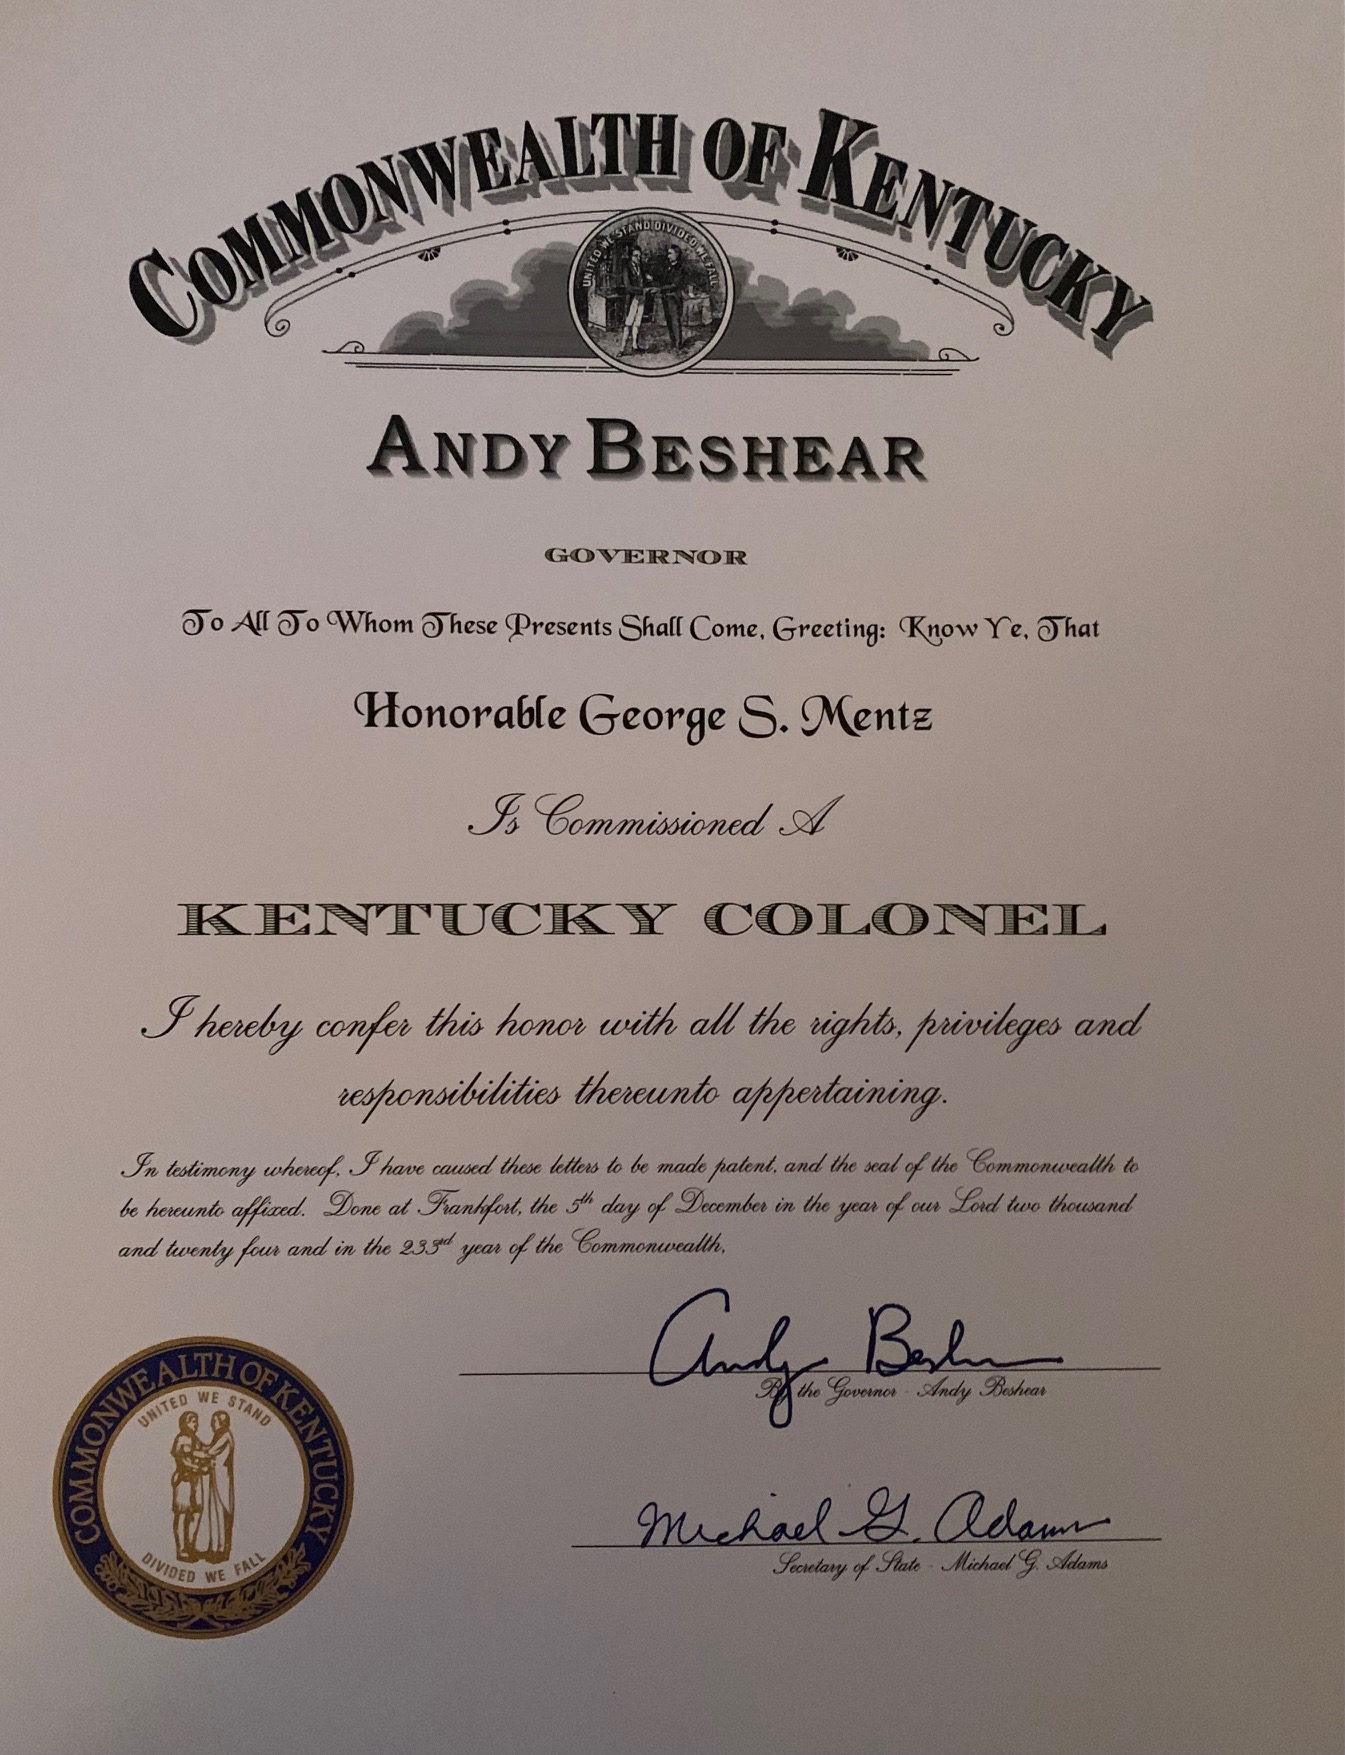 COMMONWEALTH OF KENTUCKY
UNITED WE STAND DIVIDED WE FALL
ANDY BESHEAR
GOVERNOR
To All To Whom These Presents Shall Come, Greeting: Know Ye, That
Honorable George S. Mentz
Is Commissioned A
KENTUCKY COLONEL
I hereby confer this honor with all the rights, privileges and
responsibilities thereunto appertaining.
In testimony whereof, I have caused these letters to be made patent, and the seal of the Commonwealth to
be hereunto affixed. Done at Frankfort, the 5th day of December in the year of our Lord two thousand
and twenty four and in the 233rd year of the Commonwealth.
Andy Beshear
By the Governor - Andy Beshear
Michael G. Adams
Secretary of State - Michael G. Adams
COMMONWEALTH OF KENTUCKY
UNITED WE STAND
DIVIDED WE FALL